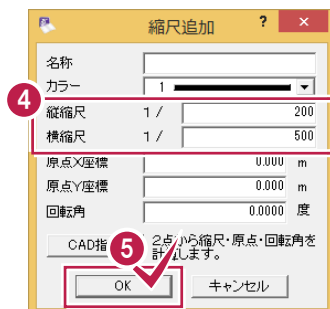 縮尺追加 ? ×
名称
カラー 1
4
縦縮尺 1 / 200
横縮尺 1 / 500
原点X座標 0.000 m
原点Y座標 0.000 m
回転角 0.0000 度
CAD指 2点から縮尺・原点・回転角を
計算します。
5
OK キャンセル